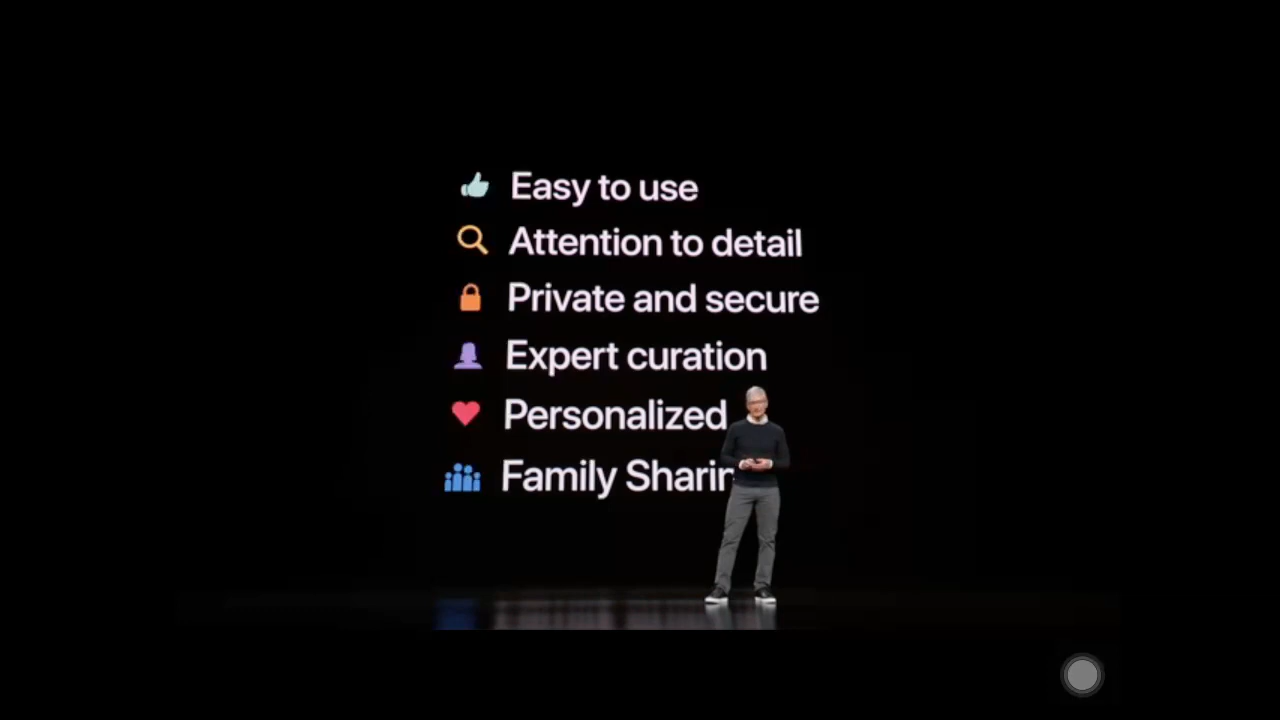 Easy to use
Attention to detail
Private and secure
Expert curation
Personalized
Family Sharin